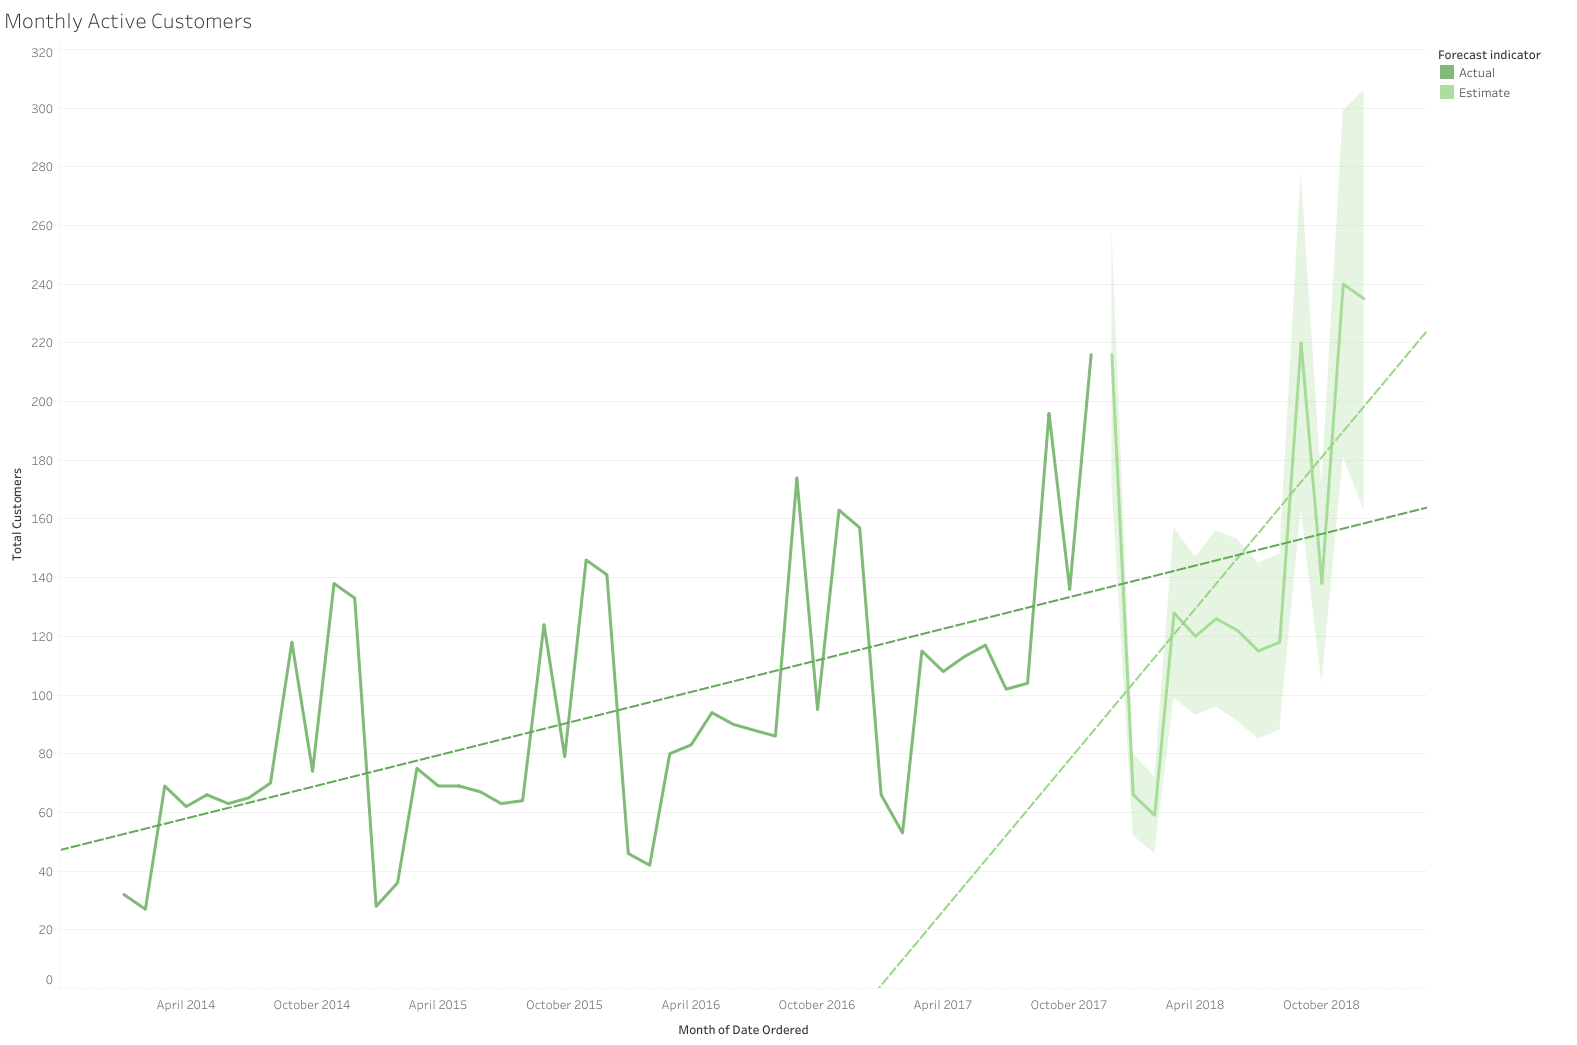 Monthly Active Customers
Forecast indicator
Actual
Estimate
320
300
280
260
240
220
200
180
160
140
120
100
80
60
40
20
0
Total Customers
April 2014
October 2014
April 2015
October 2015
April 2016
October 2016
April 2017
October 2017
April 2018
October 2018
Month of Date Ordered